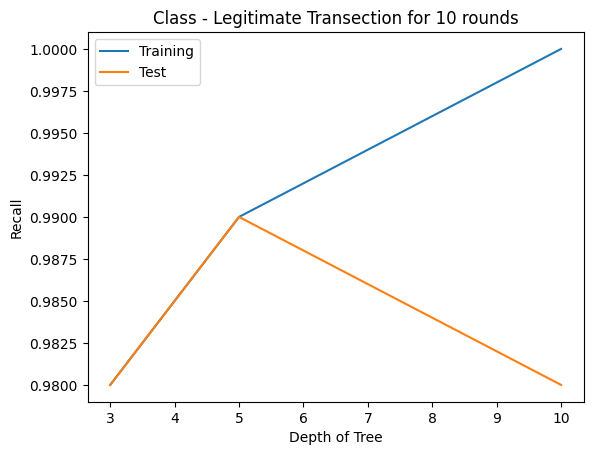 Class - Legitimate Transection for 10 rounds
Training
Test
1.0000
0.9975
0.9950
0.9925
0.9900
0.9875
0.9850
0.9825
0.9800
Recall
3 4 5 6 7 8 9 10
Depth of Tree